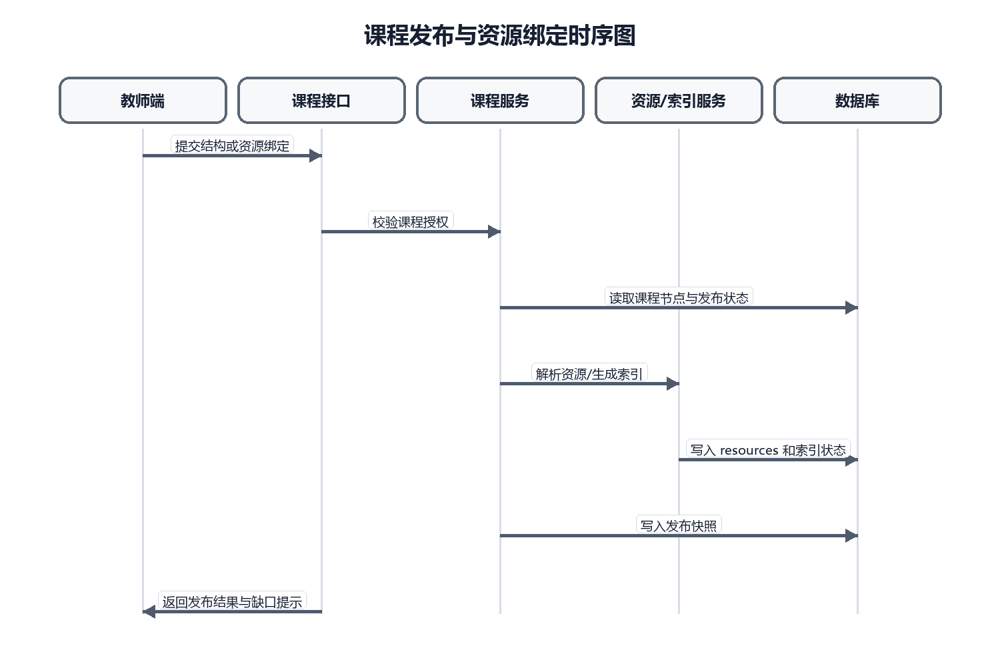 课程发布与资源绑定时序图
教师端
课程接口
课程服务
资源/索引服务
数据库
提交结构或资源绑定
校验课程授权
读取课程节点与发布状态
解析资源/生成索引
写入 resources 和索引状态
写入发布快照
返回发布结果与缺口提示